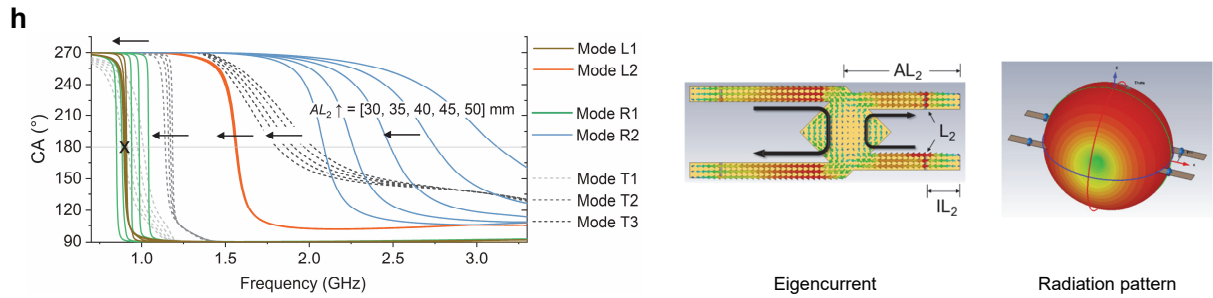 h
270
240
210
180
150
120
90
CA (°)
AL₂ ↑ = [30, 35, 40, 45, 50] mm
X
1.0 1.5 2.0 2.5 3.0
Frequency (GHz)
Mode L1
Mode L2
Mode R1
Mode R2
Mode T1
Mode T2
Mode T3
AL₂
L₂
IL₂
Eigencurrent
Radiation pattern